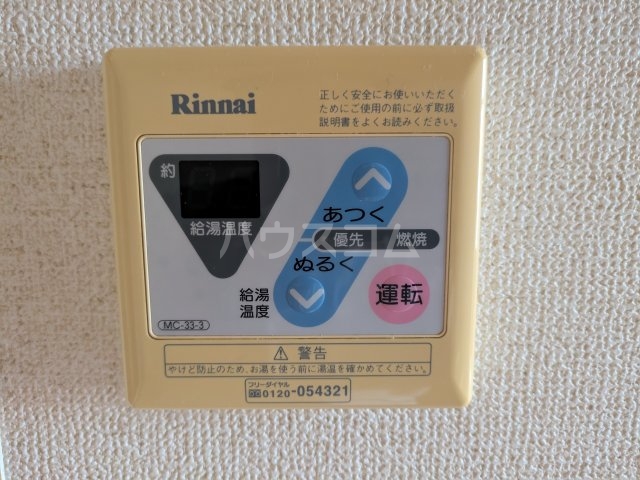 Rinnai
正しく安全にお使いいただく
ためにご使用の前に必ず取扱
説明書をよくお読みください。
約
給湯温度
あつく
優先 燃焼
ハウスコム
ぬるく
給湯
温度
運転
MC-33-3
警告
やけど防止のため、お湯を使う前に湯温を確かめてください。
フリーダイヤル
0120-054321